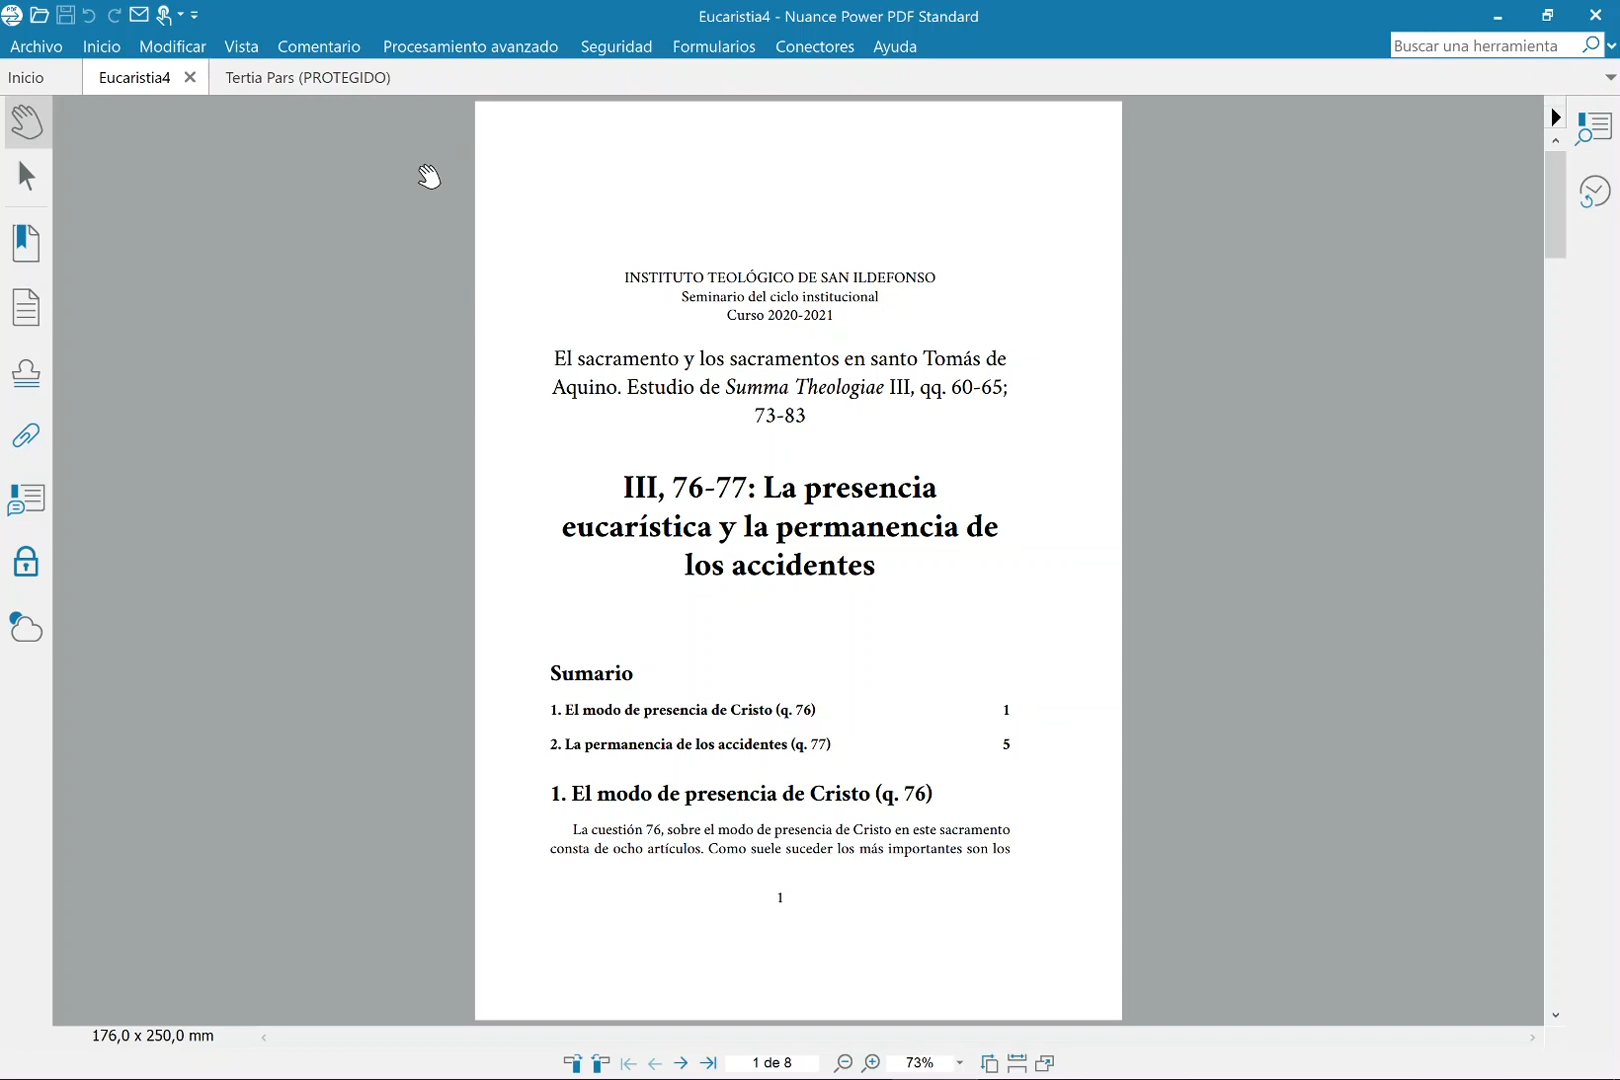 Eucaristia4 - Nuance Power PDF Standard
Archivo Inicio Modificar Vista Comentario Procesamiento avanzado Seguridad Formularios Conectores Ayuda Buscar una herramienta
Inicio Eucaristia4 Tertia Pars (PROTEGIDO)
INSTITUTO TEOLÓGICO DE SAN ILDEFONSO
Seminario del ciclo institucional
Curso 2020-2021
El sacramento y los sacramentos en santo Tomás de
Aquino. Estudio de Summa Theologiae III, qq. 60-65;
73-83
III, 76-77: La presencia
eucarística y la permanencia de
los accidentes
Sumario
1. El modo de presencia de Cristo (q. 76) 1
2. La permanencia de los accidentes (q. 77) 5
1. El modo de presencia de Cristo (q. 76)
La cuestión 76, sobre el modo de presencia de Cristo en este sacramento
consta de ocho artículos. Como suele suceder los más importantes son los
1
176,0 x 250,0 mm
1 de 8 73%